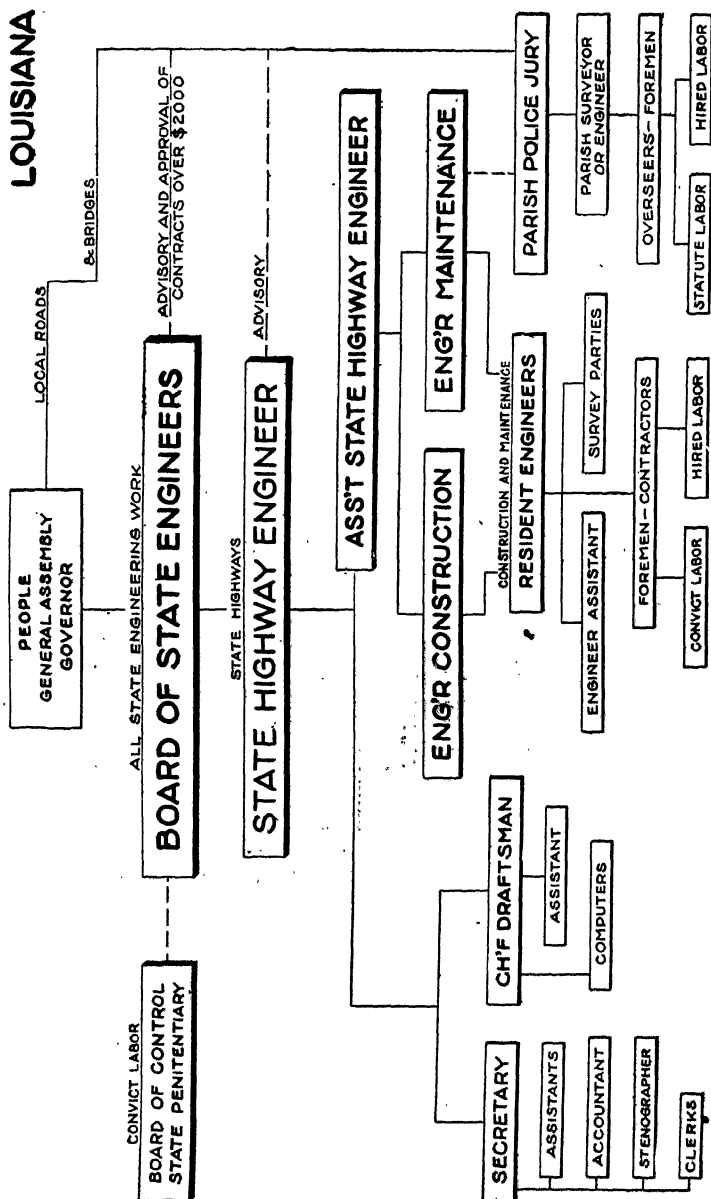 LOUISIANA
PEOPLE
GENERAL ASSEMBLY
GOVERNOR
LOCAL ROADS
& BRIDGES
ALL STATE ENGINEERING WORK
BOARD OF STATE ENGINEERS
ADVISORY AND APPROVAL OF
CONTRACTS OVER $2000
CONVICT LABOR
BOARD OF CONTROL
STATE PENITENTIARY
STATE HIGHWAYS
STATE HIGHWAY ENGINEER
ADVISORY
ASS'T STATE HIGHWAY ENGINEER
ENG'R CONSTRUCTION
ENG'R MAINTENANCE
SECRETARY
CH'F DRAFTSMAN
CONSTRUCTION AND MAINTENANCE
RESIDENT ENGINEERS
PARISH POLICE JURY
ASSISTANTS
ASSISTANT
ENGINEER ASSISTANT
SURVEY PARTIES
PARISH SURVEYOR
OR ENGINEER
ACCOUNTANT
COMPUTERS
STENOGRAPHER
FOREMEN-CONTRACTORS
OVERSEERS-FOREMEN
CLERKS
CONVICT LABOR
HIRED LABOR
STATUTE LABOR
HIRED LABOR